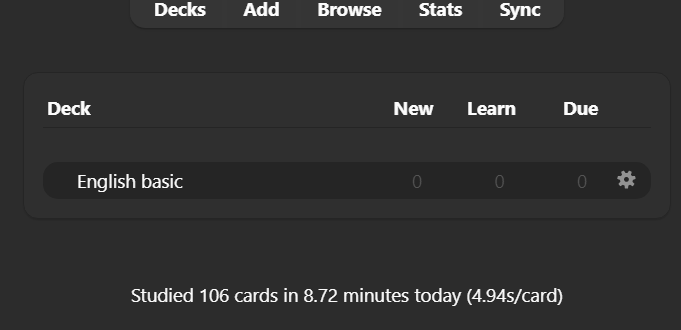 Decks Add Browse Stats Sync
Deck New Learn Due
English basic 0 0 0
Studied 106 cards in 8.72 minutes today (4.94s/card)